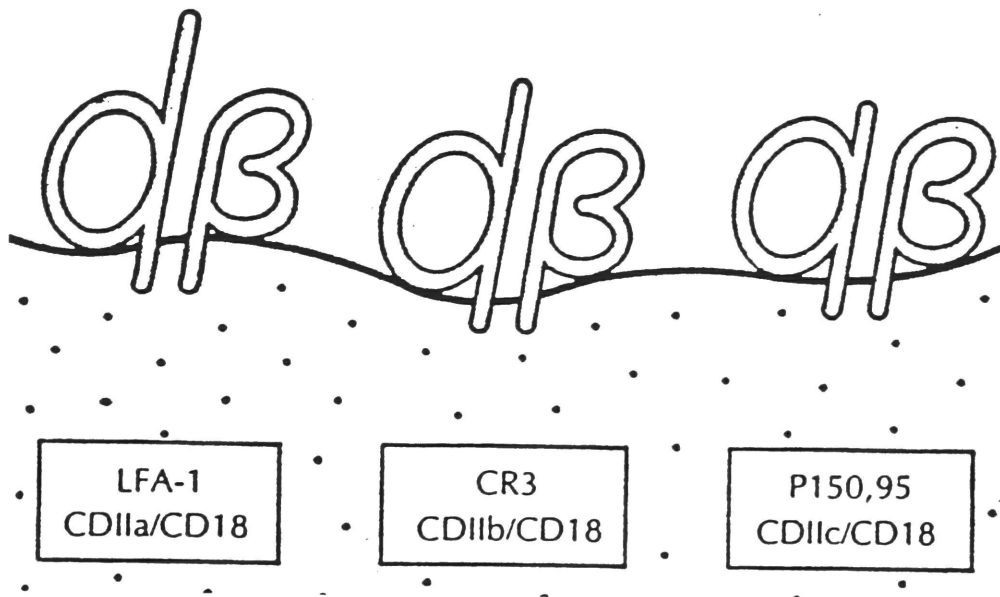 αβ αβ αβ
LFA-1
CDIIa/CD18
CR3
CDIIb/CD18
P150,95
CDIIc/CD18